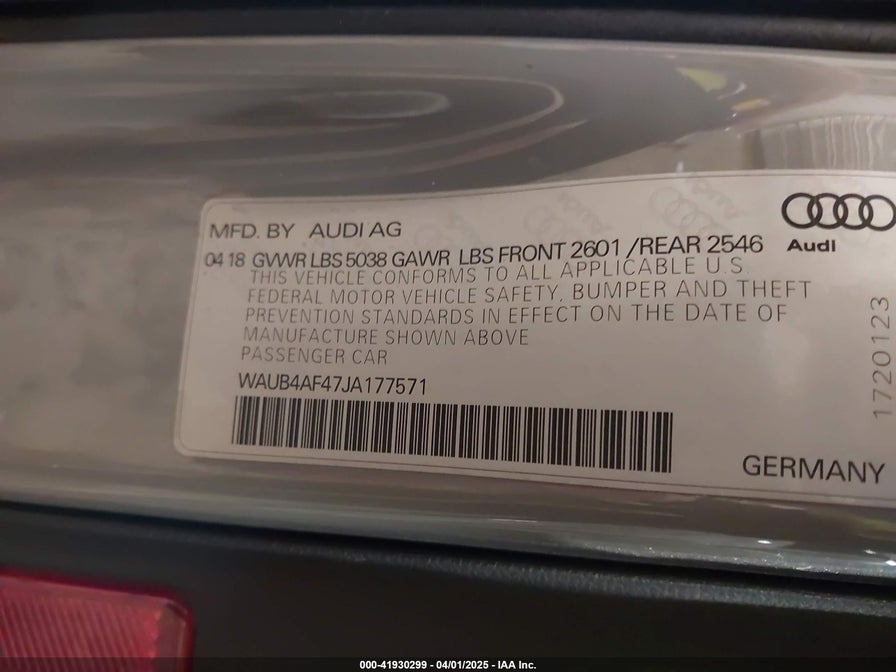 MFD. BY AUDI AG
04 18 GVWR LBS 5038 GAWR LBS FRONT 2601 /REAR 2546
THIS VEHICLE CONFORMS TO ALL APPLICABLE U.S.
FEDERAL MOTOR VEHICLE SAFETY, BUMPER AND THEFT
PREVENTION STANDARDS IN EFFECT ON THE DATE OF
MANUFACTURE SHOWN ABOVE
PASSENGER CAR
WAUB4AF47JA177571
Audi
1720123
GERMANY
000-41930299 - 04/01/2025 - IAA Inc.